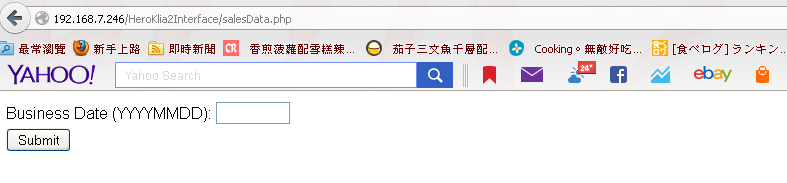 192.168.7.246/HeroKlia2Interface/salesData.php
最常瀏覽 新手上路 即時新聞 CR 香煎菠蘿配雪糕辣... 茄子三文魚千層配... Cooking。無敵好吃... [食べログ] ランキン...
YAHOO! Yahoo Search 24° ebay
Business Date (YYYYMMDD):
Submit